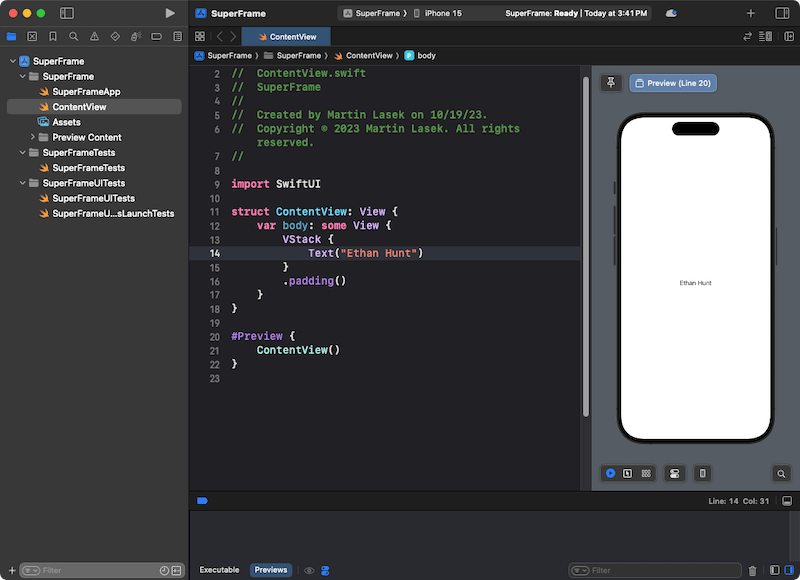 SuperFrame
SuperFrame 〉 iPhone 15
SuperFrame: Ready | Today at 3:41 PM
ContentView
SuperFrame 〉 SuperFrame 〉 ContentView 〉 body
SuperFrame
SuperFrame
SuperFrameApp
ContentView
Assets
Preview Content
SuperFrameTests
SuperFrameTests
SuperFrameUITests
SuperFrameUITests
SuperFrameU...sLaunchTests
2 // ContentView.swift
3 // SuperFrame
4 //
5 // Created by Martin Lasek on 10/19/23.
6 // Copyright © 2023 Martin Lasek. All rights
reserved.
7 //
8
9 import SwiftUI
10
11 struct ContentView: View {
12 var body: some View {
13 VStack {
14 Text("Ethan Hunt")
15 }
16 .padding()
17 }
18 }
19
20 #Preview {
21 ContentView()
22 }
23
Preview (Line 20)
Ethan Hunt
Line: 14 Col: 31
Filter
Executable
Previews
Filter